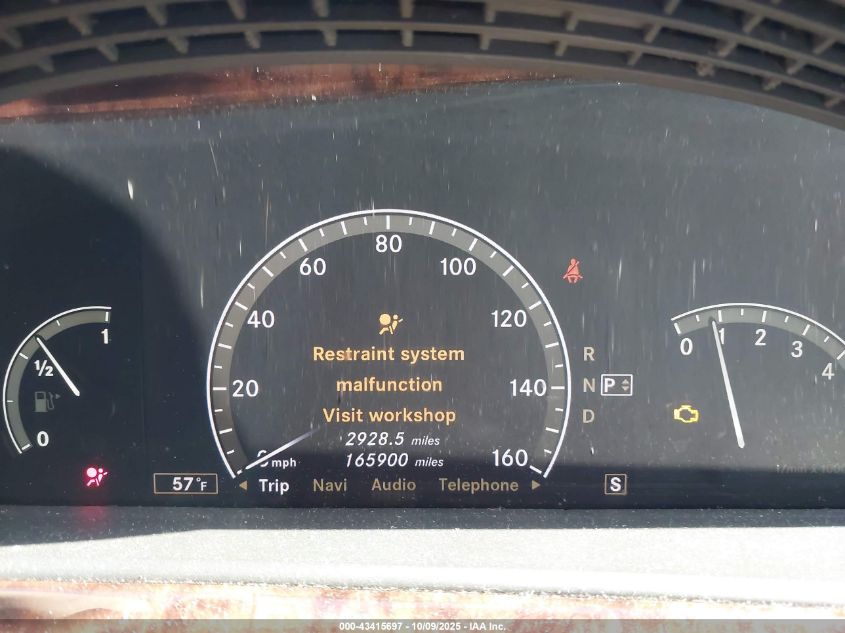 80
60 100
40 120
1
Restraint system
R
0 1 2 3 4
1/2
malfunction
20 140
N P
Visit workshop
D
0
2928.5 miles
0 mph 165900 miles 160
57°F
Trip Navi Audio Telephone
S
000-43415697 - 10/09/2025 - IAA Inc.